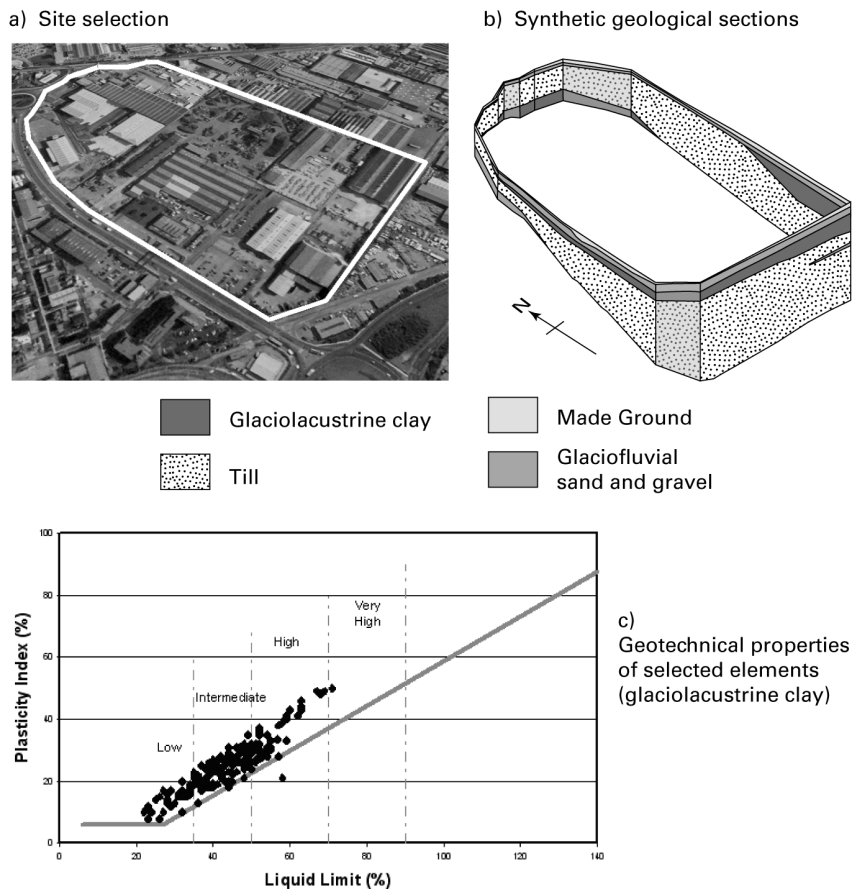 a) Site selection
b) Synthetic geological sections
N
Glaciolacustrine clay
Made Ground
Till
Glaciofluvial
sand and gravel
100
80
60
40
20
0
Plasticity Index (%)
Low
Intermediate
High
Very
High
0
20
40
60
80
100
120
140
Liquid Limit (%)
c)
Geotechnical properties
of selected elements
(glaciolacustrine clay)